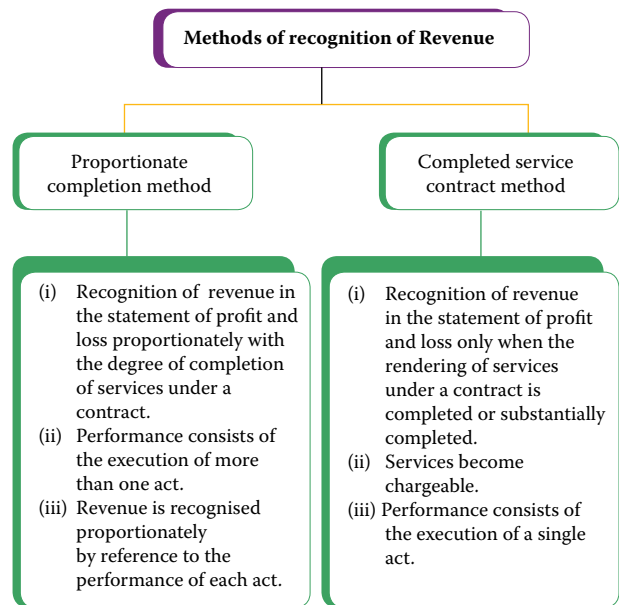 Methods of recognition of Revenue
Proportionate
completion method
Completed service
contract method
(i) Recognition of revenue in
the statement of profit and
loss proportionately with
the degree of completion
of services under a
contract.
(ii) Performance consists of
the execution of more
than one act.
(iii) Revenue is recognised
proportionately
by reference to the
performance of each act.
(i) Recognition of revenue
in the statement of profit
and loss only when the
rendering of services
under a contract is
completed or substantially
completed.
(ii) Services become
chargeable.
(iii) Performance consists of
the execution of a single
act.